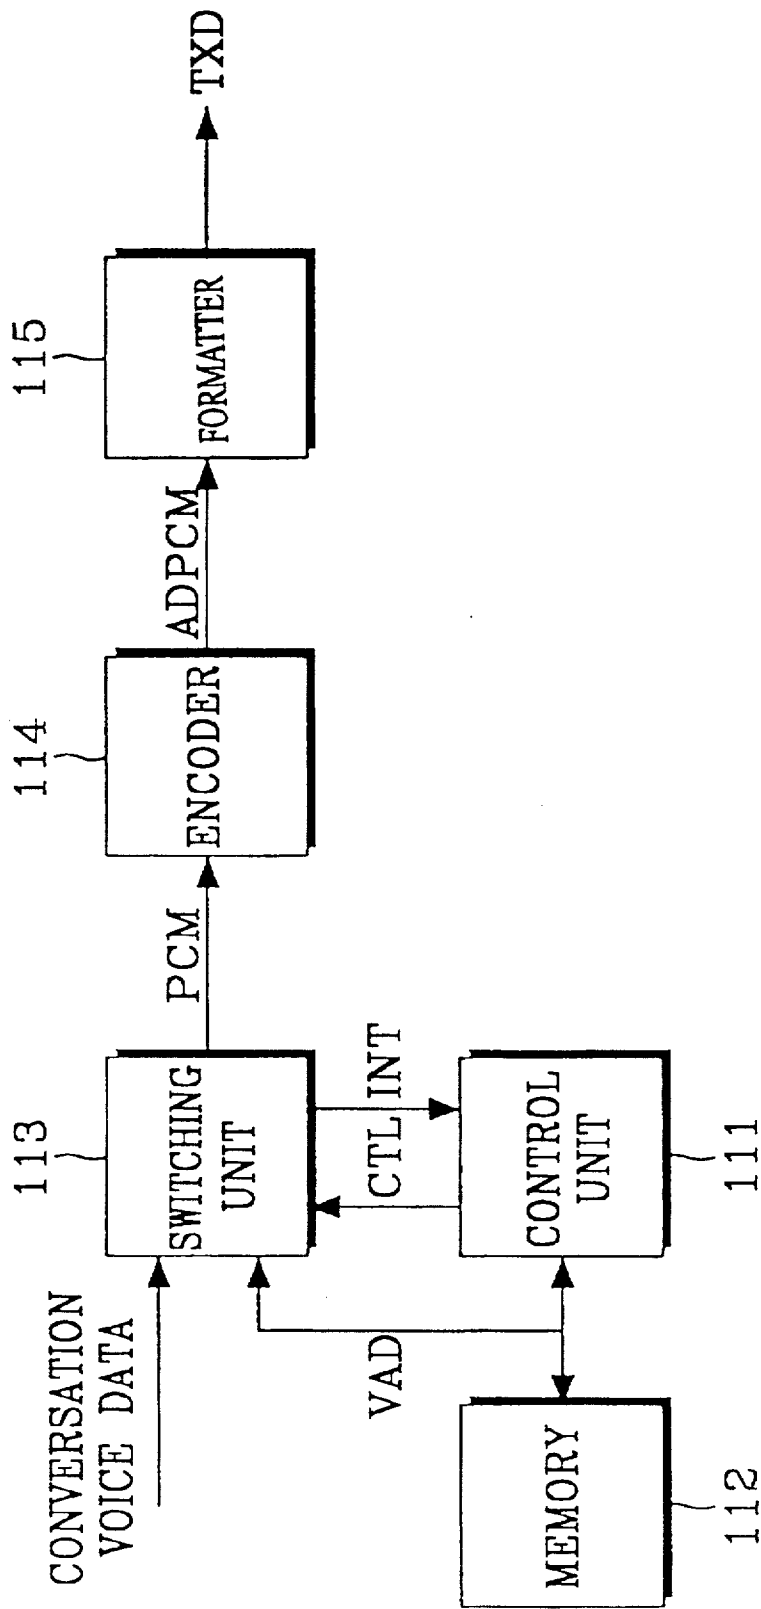 CONVERSATION
VOICE DATA
113
SWITCHING
UNIT
PCM
114
ENCODER
ADPCM
115
FORMATTER
TXD
VAD
CTL
INT
MEMORY
112
CONTROL
UNIT
111